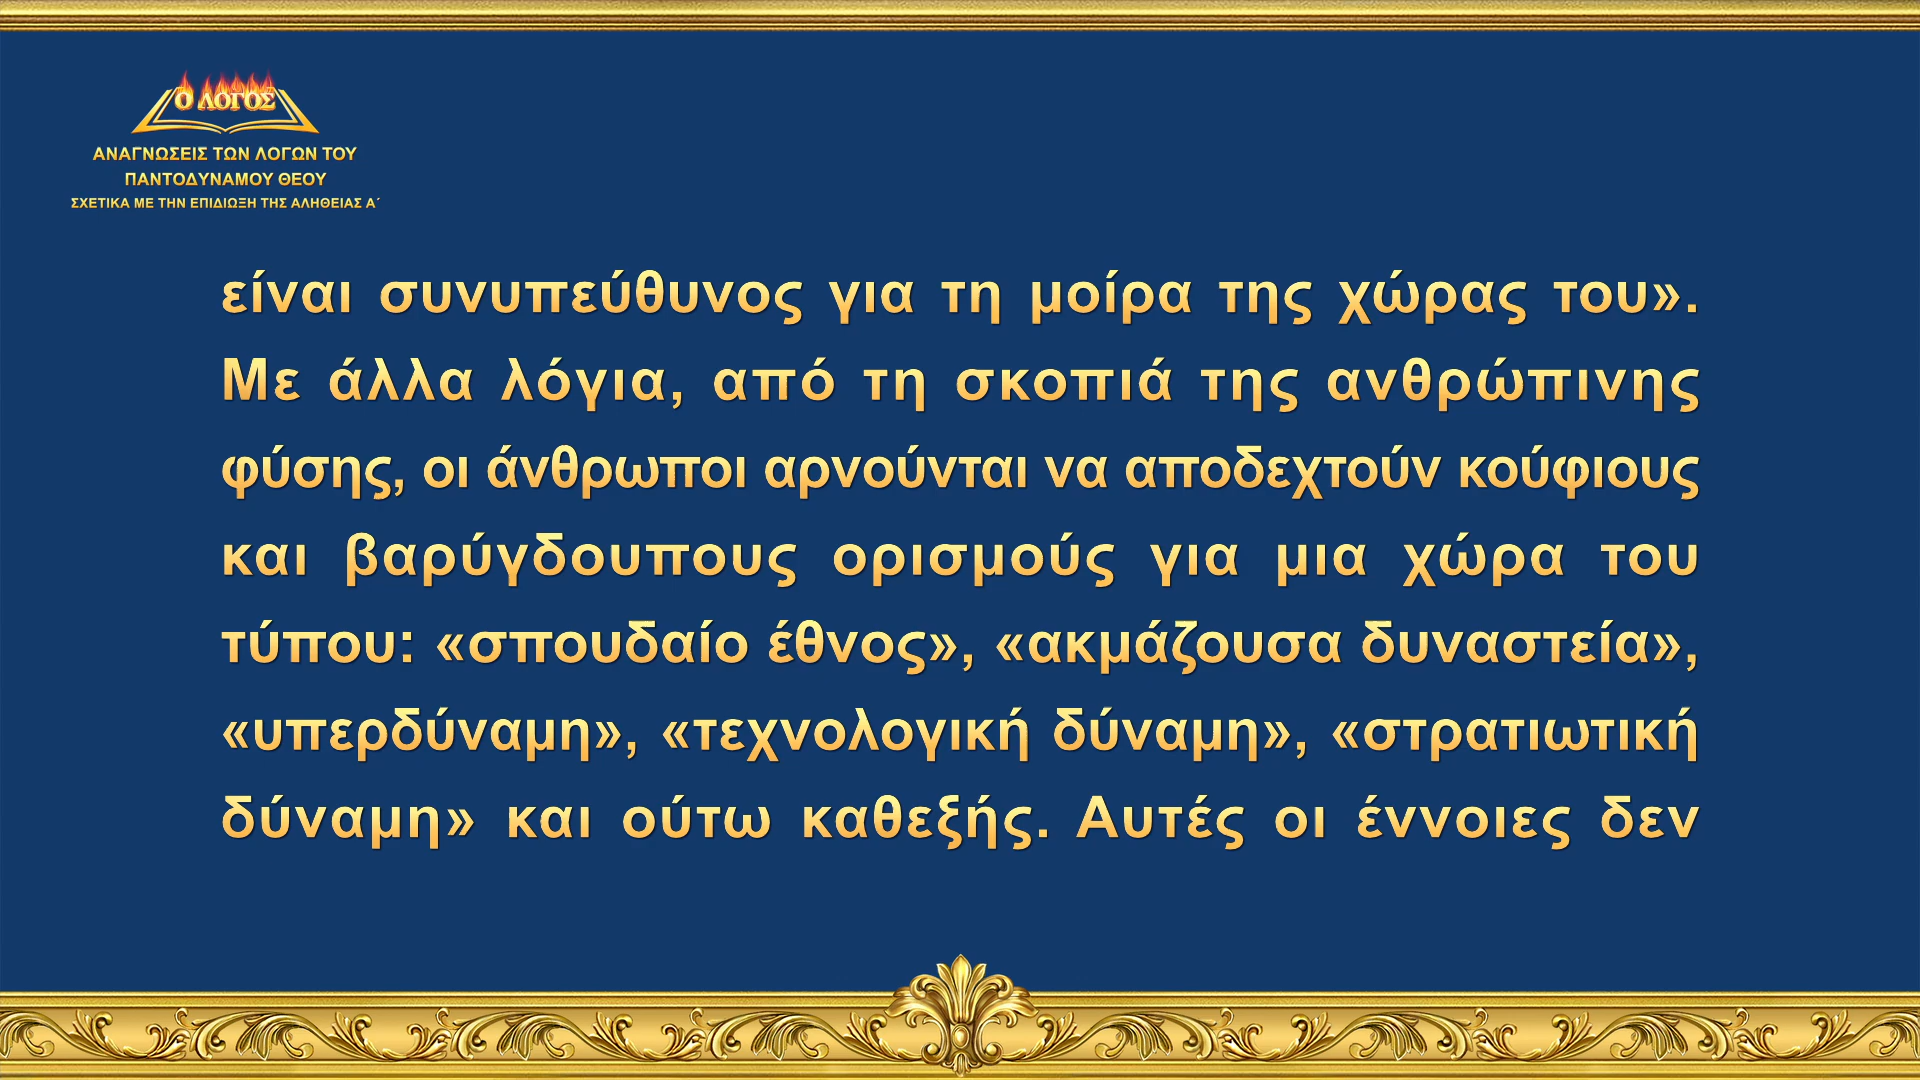 Ο ΛΟΓΟΣ
ΑΝΑΓΝΩΣΕΙΣ ΤΩΝ ΛΟΓΩΝ ΤΟΥ
ΠΑΝΤΟΔΥΝΑΜΟΥ ΘΕΟΥ
ΣΧΕΤΙΚΑ ΜΕ ΤΗΝ ΕΠΙΔΙΩΞΗ ΤΗΣ ΑΛΗΘΕΙΑΣ Α΄
είναι συνυπεύθυνος για τη μοίρα της χώρας του».
Με άλλα λόγια, από τη σκοπιά της ανθρώπινης
φύσης, οι άνθρωποι αρνούνται να αποδεχτούν κούφιους
και βαρύγδουπους ορισμούς για μια χώρα του
τύπου: «σπουδαίο έθνος», «ακμάζουσα δυναστεία»,
«υπερδύναμη», «τεχνολογική δύναμη», «στρατιωτική
δύναμη» και ούτω καθεξής. Αυτές οι έννοιες δεν